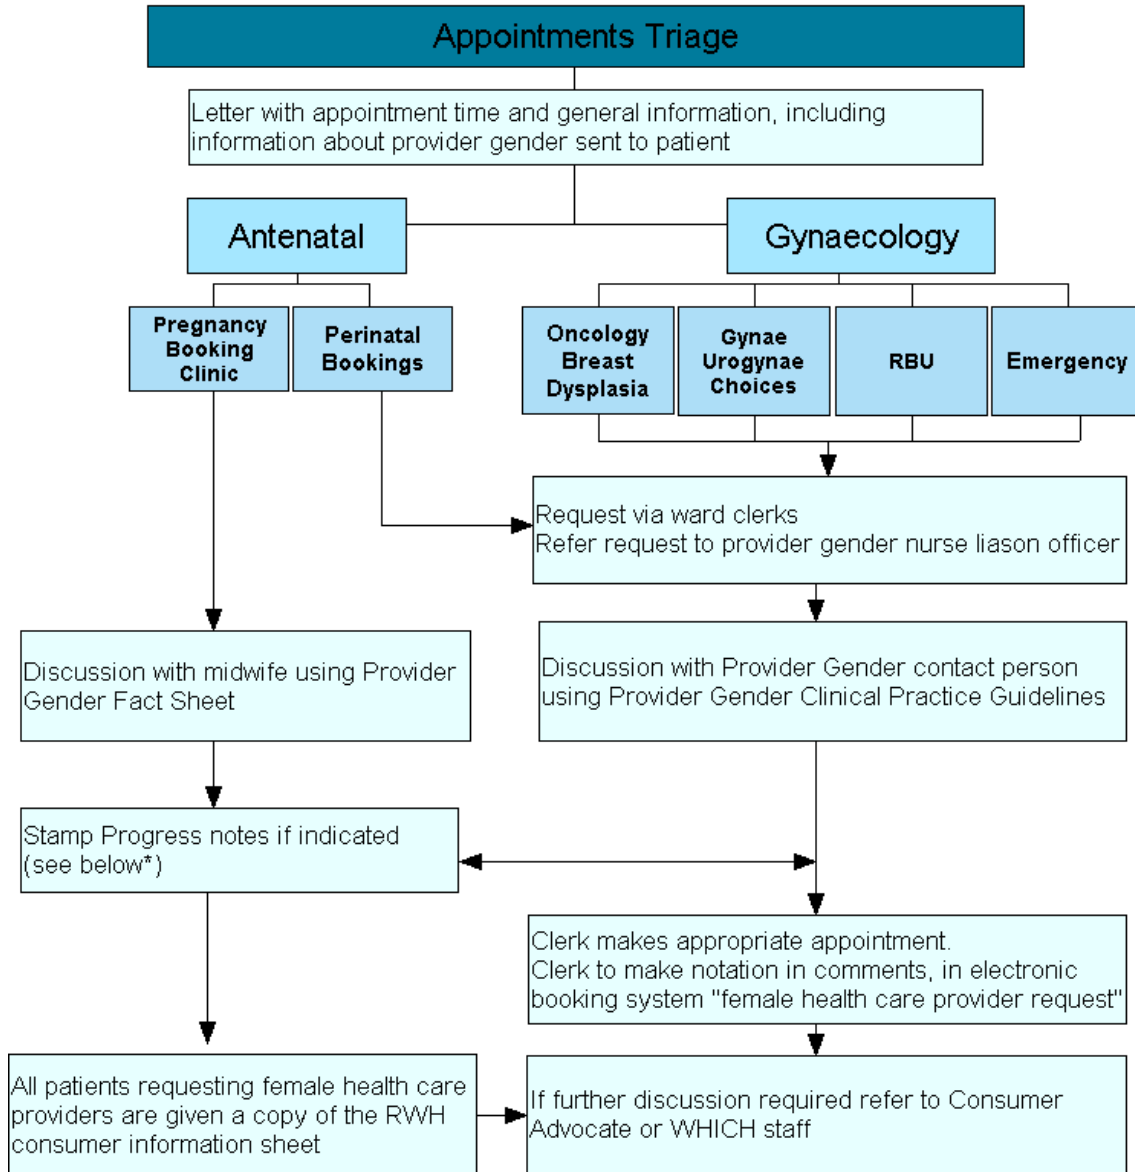 Appointments Triage
Letter with appointment time and general information, including
information about provider gender sent to patient
Antenatal
Gynaecology
Pregnancy
Booking
Clinic
Perinatal
Bookings
Oncology
Breast
Dysplasia
Gynae
Urogynae
Choices
RBU
Emergency
Request via ward clerks
Refer request to provider gender nurse liason officer
Discussion with midwife using Provider
Gender Fact Sheet
Discussion with Provider Gender contact person
using Provider Gender Clinical Practice Guidelines
Stamp Progress notes if indicated
(see below*)
Clerk makes appropriate appointment.
Clerk to make notation in comments, in electronic
booking system "female health care provider request"
All patients requesting female health care
providers are given a copy of the RWH
consumer information sheet
If further discussion required refer to Consumer
Advocate or WHICH staff